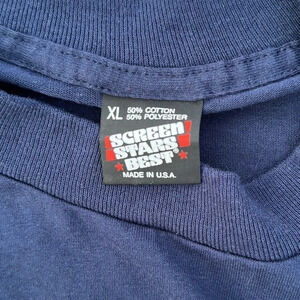 XL 50% COTTON
50% POLYESTER
SCREEN
STARS
BEST®
MADE IN U.S.A.